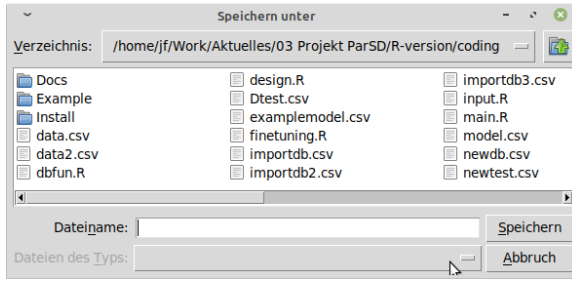 Speichern unter
Verzeichnis: /home/jf/Work/Aktuelles/03 Projekt ParSD/R-version/coding
Docs
Example
Install
data.csv
data2.csv
dbfun.R
design.R
Dtest.csv
examplemodel.csv
finetuning.R
importdb.csv
importdb2.csv
importdb3.csv
input.R
main.R
model.csv
newdb.csv
newtest.csv
Dateiname:
Speichern
Dateien des Typs:
Abbruch